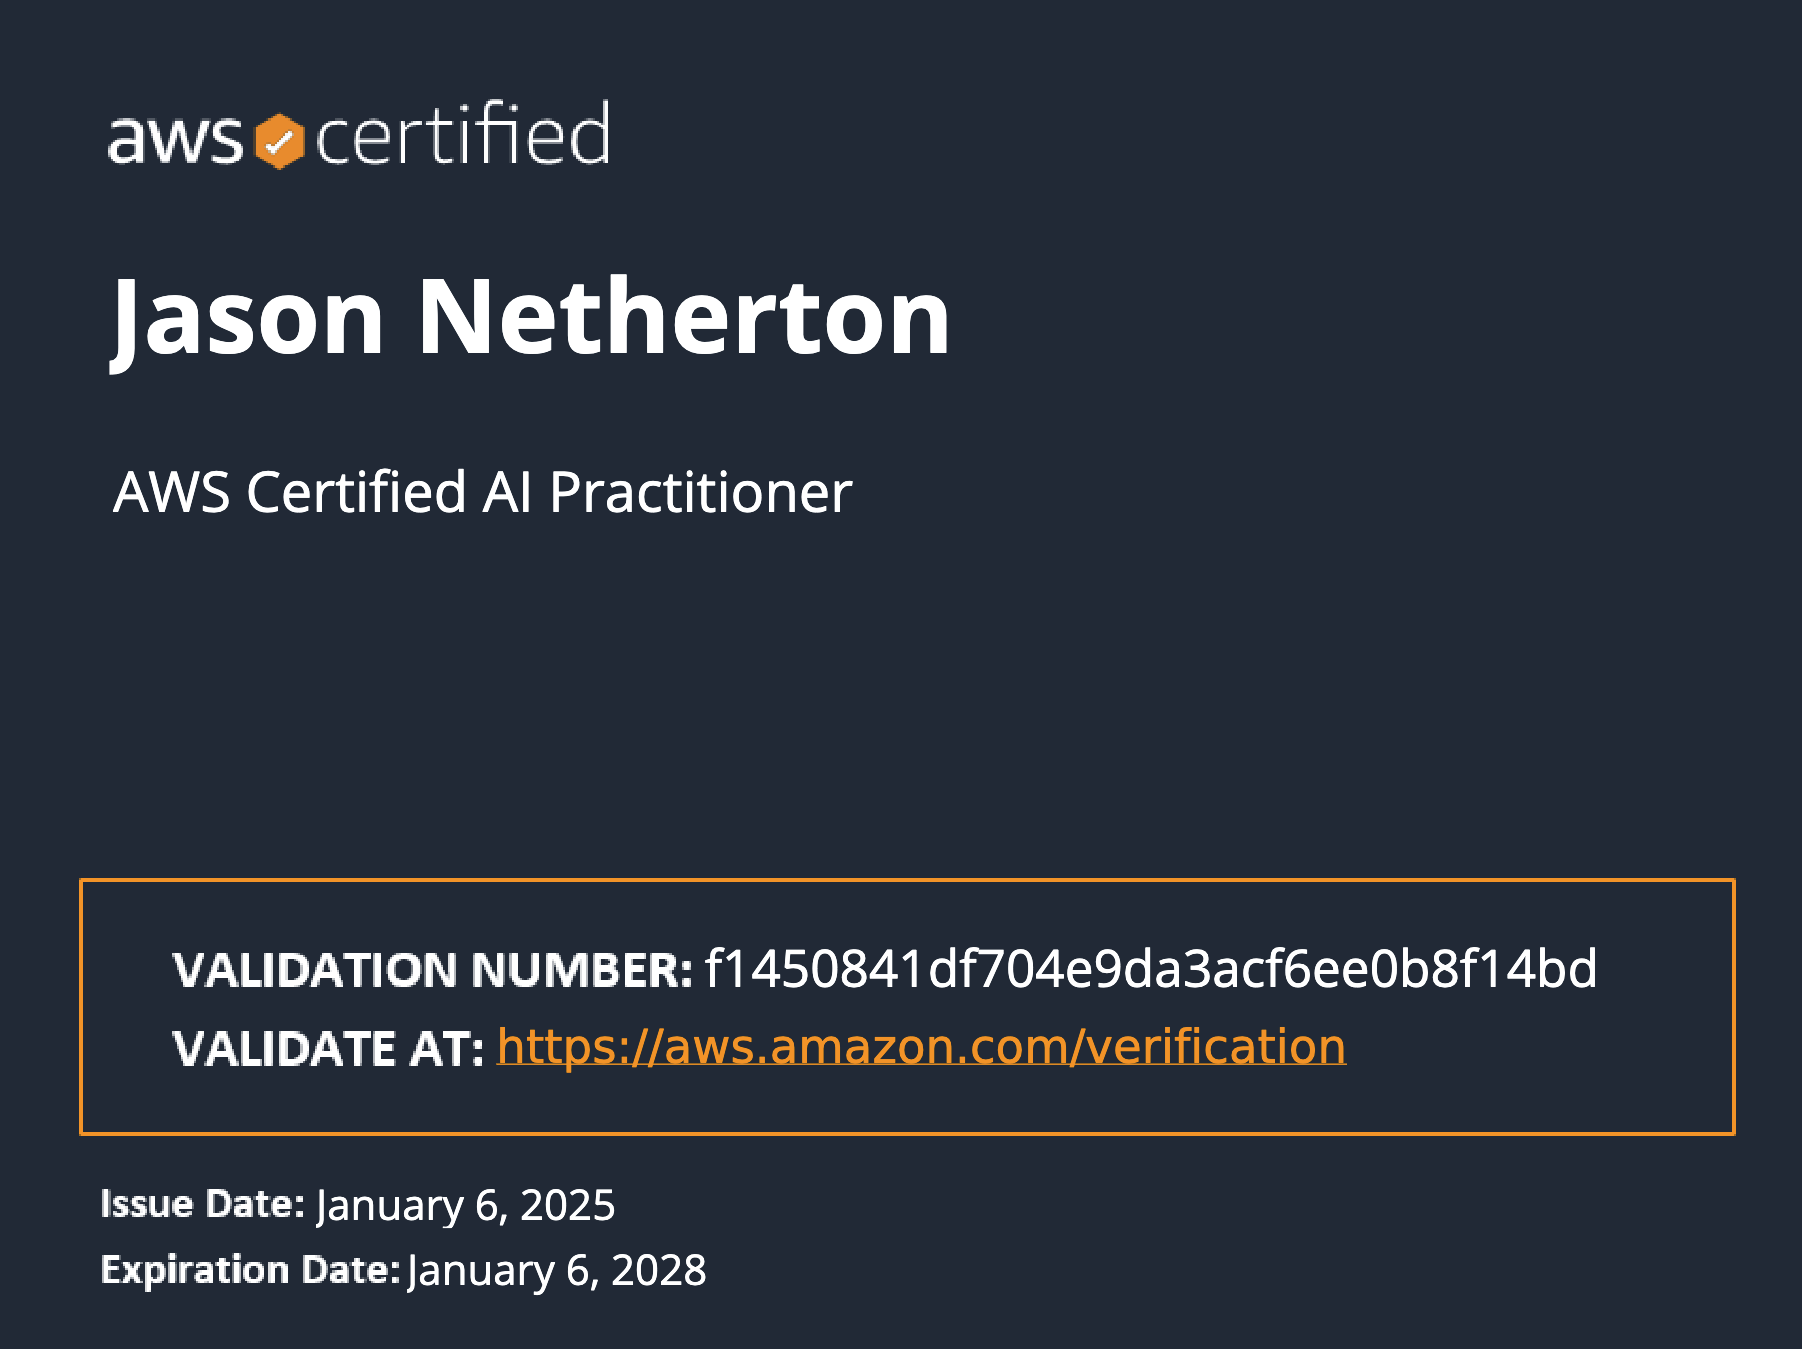 aws certified
Jason Netherton
AWS Certified AI Practitioner
VALIDATION NUMBER: f1450841df704e9da3acf6ee0b8f14bd
VALIDATE AT: https://aws.amazon.com/verification
Issue Date: January 6, 2025
Expiration Date: January 6, 2028